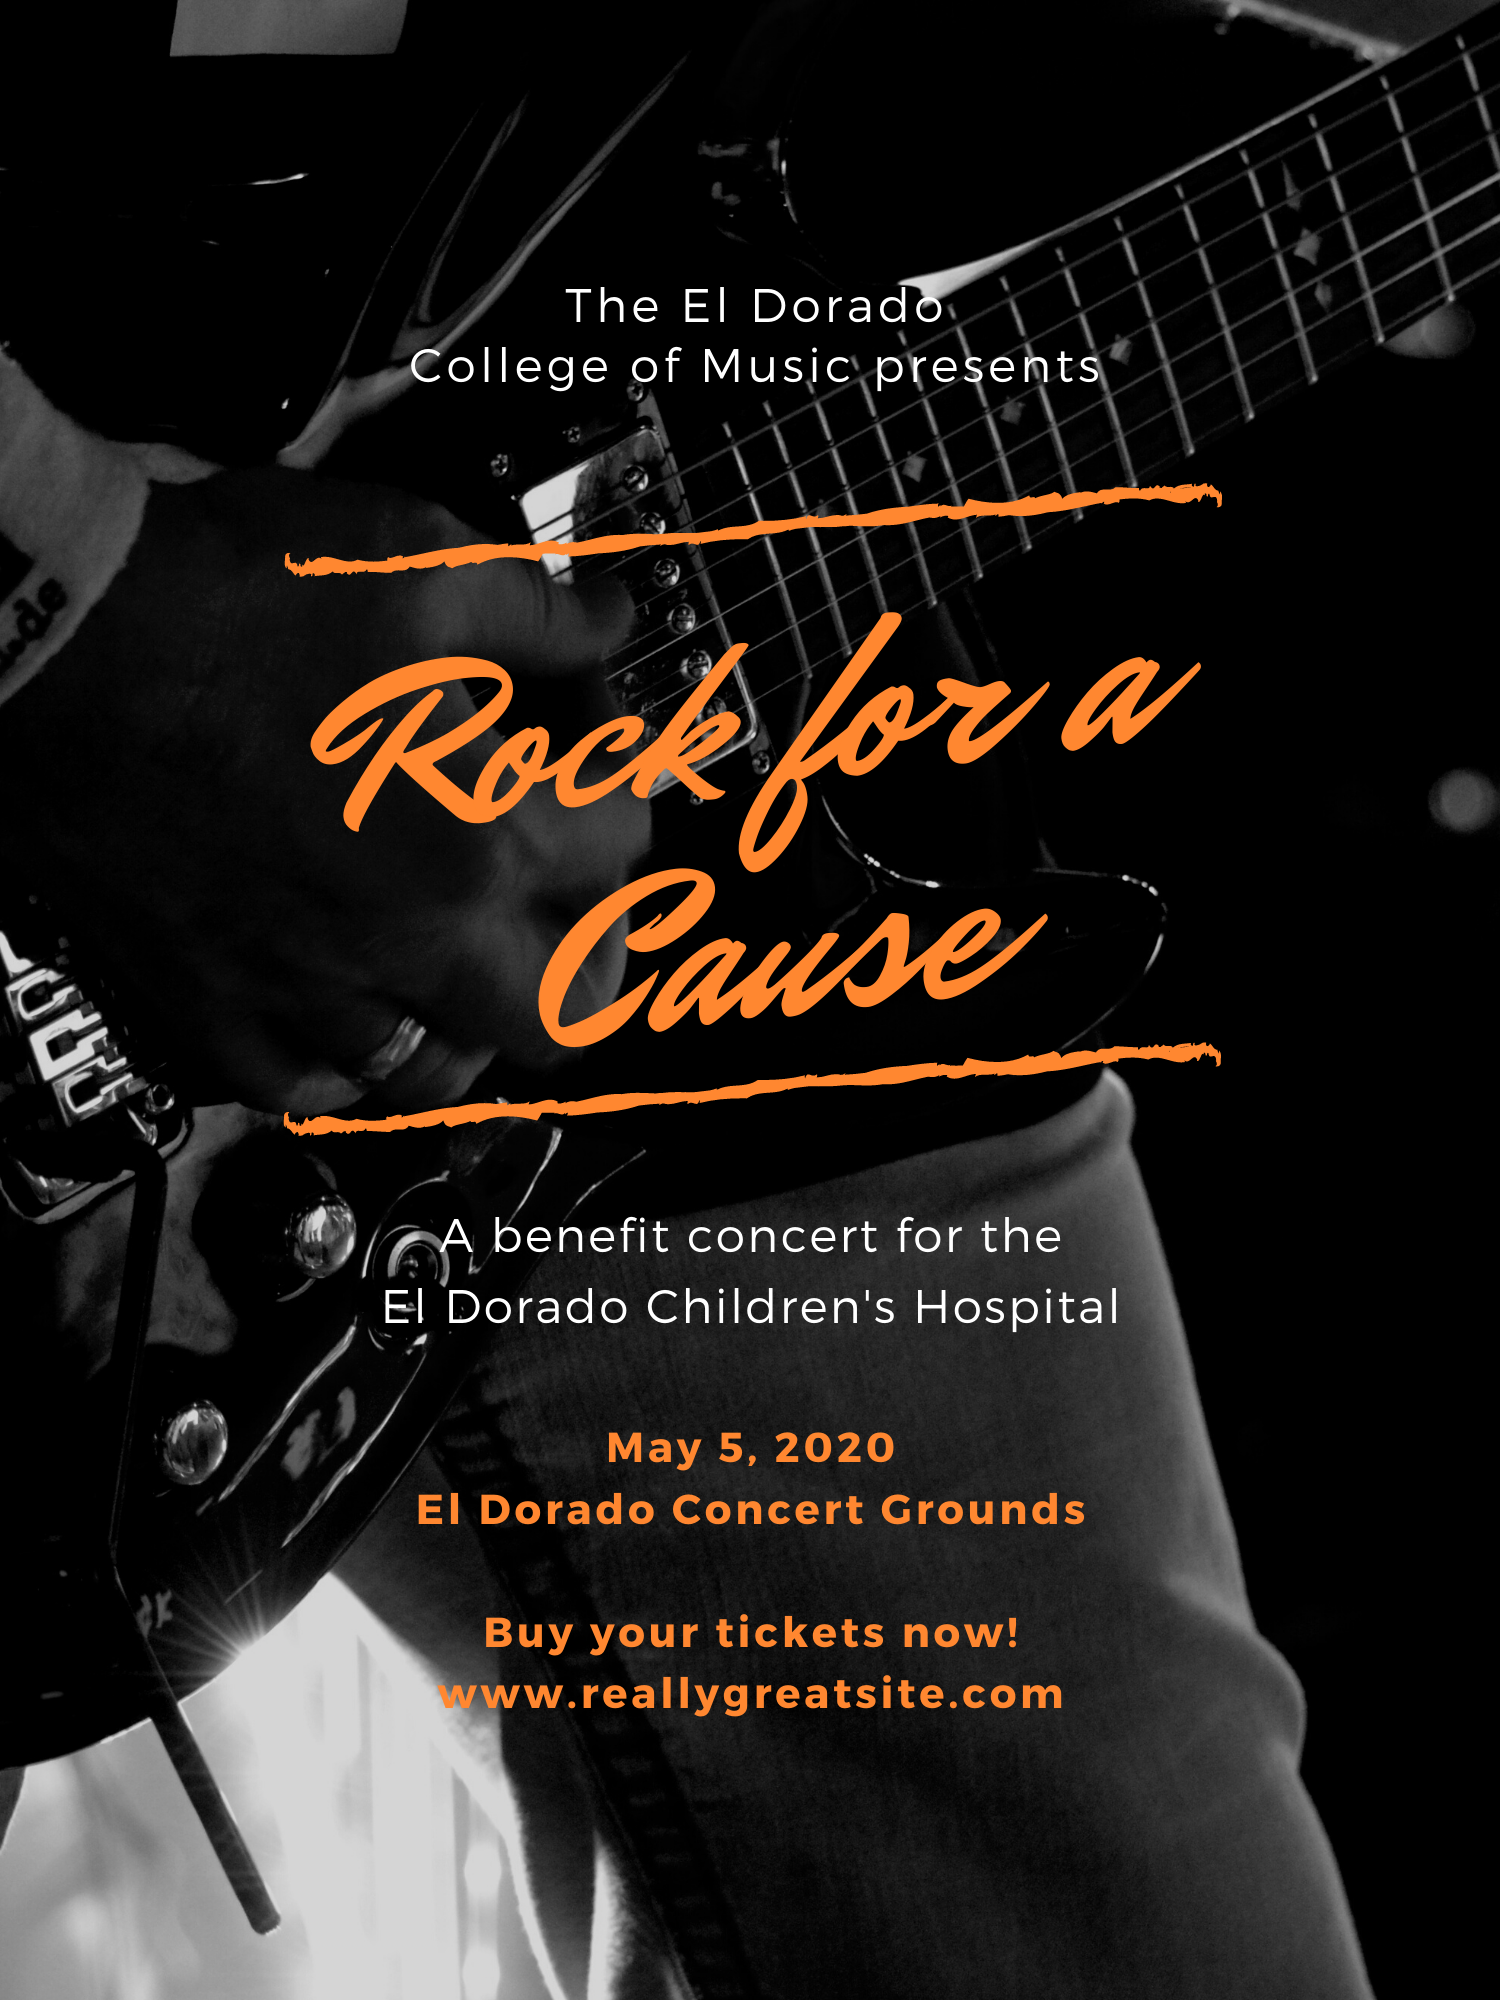 The El Dorado
College of Music presents
Rock for a
Cause
A benefit concert for the
El Dorado Children's Hospital
May 5, 2020
El Dorado Concert Grounds
Buy your tickets now!
www.reallygreatsite.com